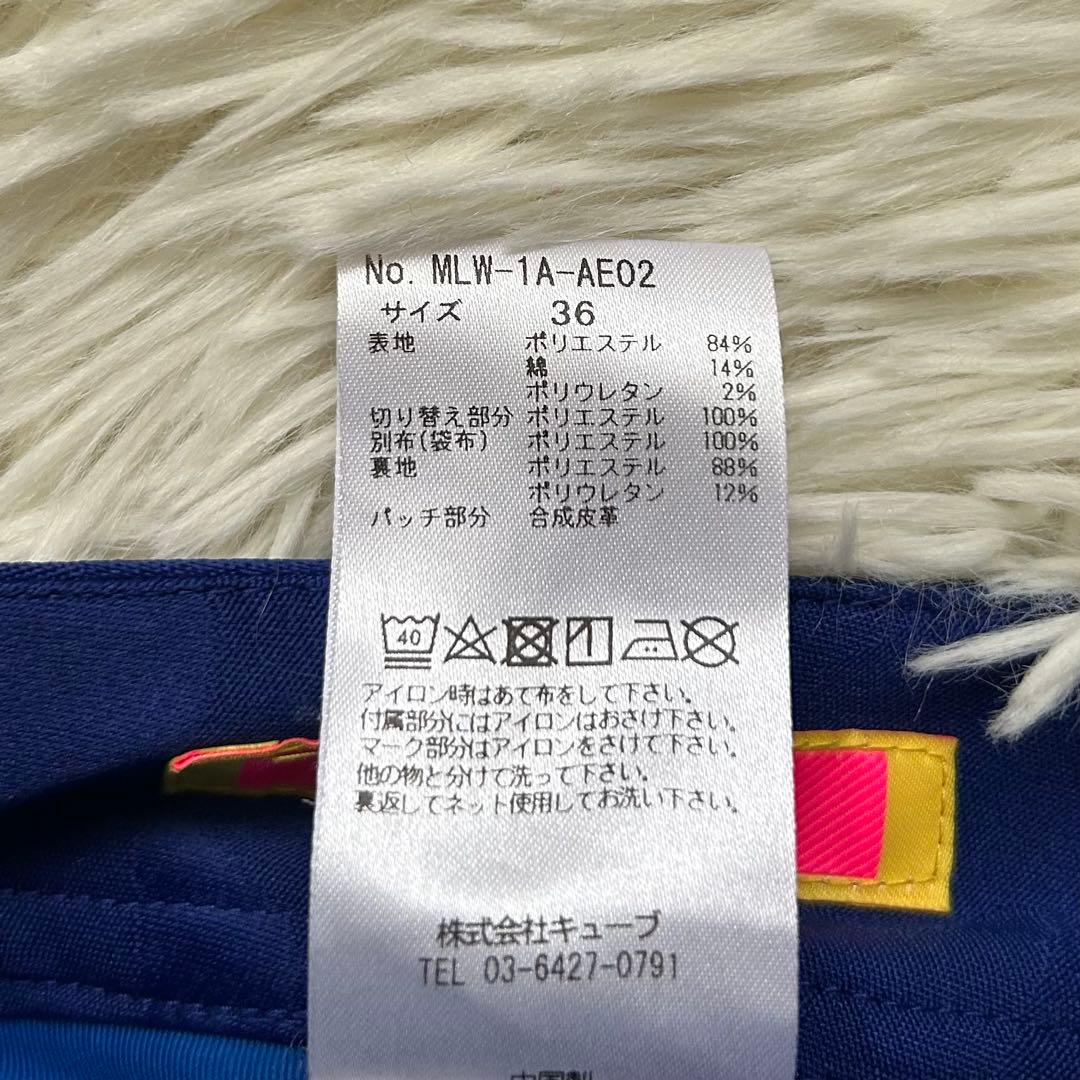 No. MLW-1A-AE02
サイズ 36
表地 ポリエステル 84%
綿 14%
ポリウレタン 2%
切り替え部分 ポリエステル 100%
別布(袋布) ポリエステル 100%
裏地 ポリエステル 88%
ポリウレタン 12%
パッチ部分 合成皮革
40
アイロン時はあて布をして下さい。
付属部分にはアイロンはおさけ下さい。
マーク部分はアイロンをさけて下さい。
他の物と分けて洗って下さい。
裏返してネット使用してお洗い下さい。
株式会社キューブ
TEL 03-6427-0791
中国製